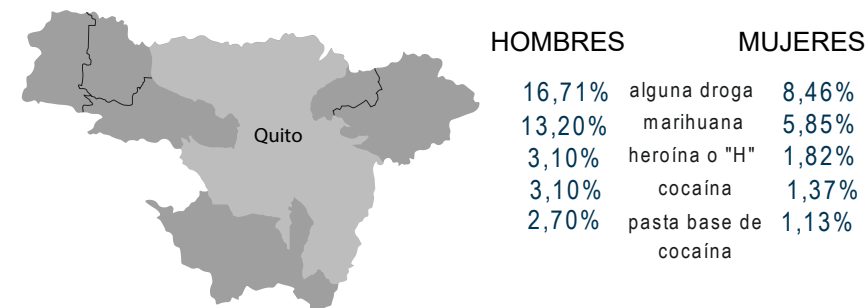 HOMBRES MUJERES
16,71% alguna droga 8,46%
13,20% marihuana 5,85%
Quito
3,10% heroína o "H" 1,82%
3,10% cocaína 1,37%
2,70% pasta base de 1,13%
cocaína